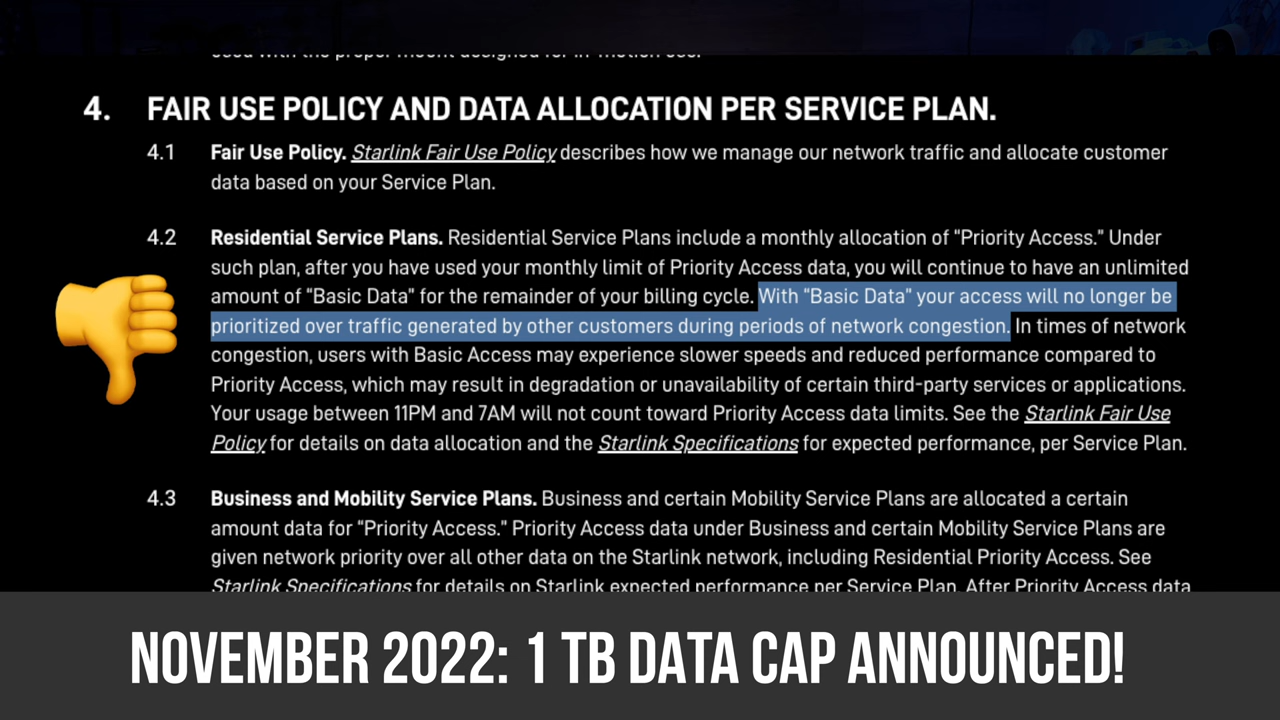 used with the proper mount designed for in-motion use.
4. FAIR USE POLICY AND DATA ALLOCATION PER SERVICE PLAN.
4.1 Fair Use Policy. Starlink Fair Use Policy describes how we manage our network traffic and allocate customer
data based on your Service Plan.
4.2 Residential Service Plans. Residential Service Plans include a monthly allocation of “Priority Access.” Under
such plan, after you have used your monthly limit of Priority Access data, you will continue to have an unlimited
amount of “Basic Data” for the remainder of your billing cycle. With “Basic Data” your access will no longer be
prioritized over traffic generated by other customers during periods of network congestion. In times of network
congestion, users with Basic Access may experience slower speeds and reduced performance compared to
Priority Access, which may result in degradation or unavailability of certain third-party services or applications.
Your usage between 11PM and 7AM will not count toward Priority Access data limits. See the Starlink Fair Use
Policy for details on data allocation and the Starlink Specifications for expected performance, per Service Plan.
4.3 Business and Mobility Service Plans. Business and certain Mobility Service Plans are allocated a certain
amount data for “Priority Access.” Priority Access data under Business and certain Mobility Service Plans are
given network priority over all other data on the Starlink network, including Residential Priority Access. See
Starlink Specifications for details on Starlink expected performance per Service Plan. After Priority Access data
NOVEMBER 2022: 1 TB DATA CAP ANNOUNCED!